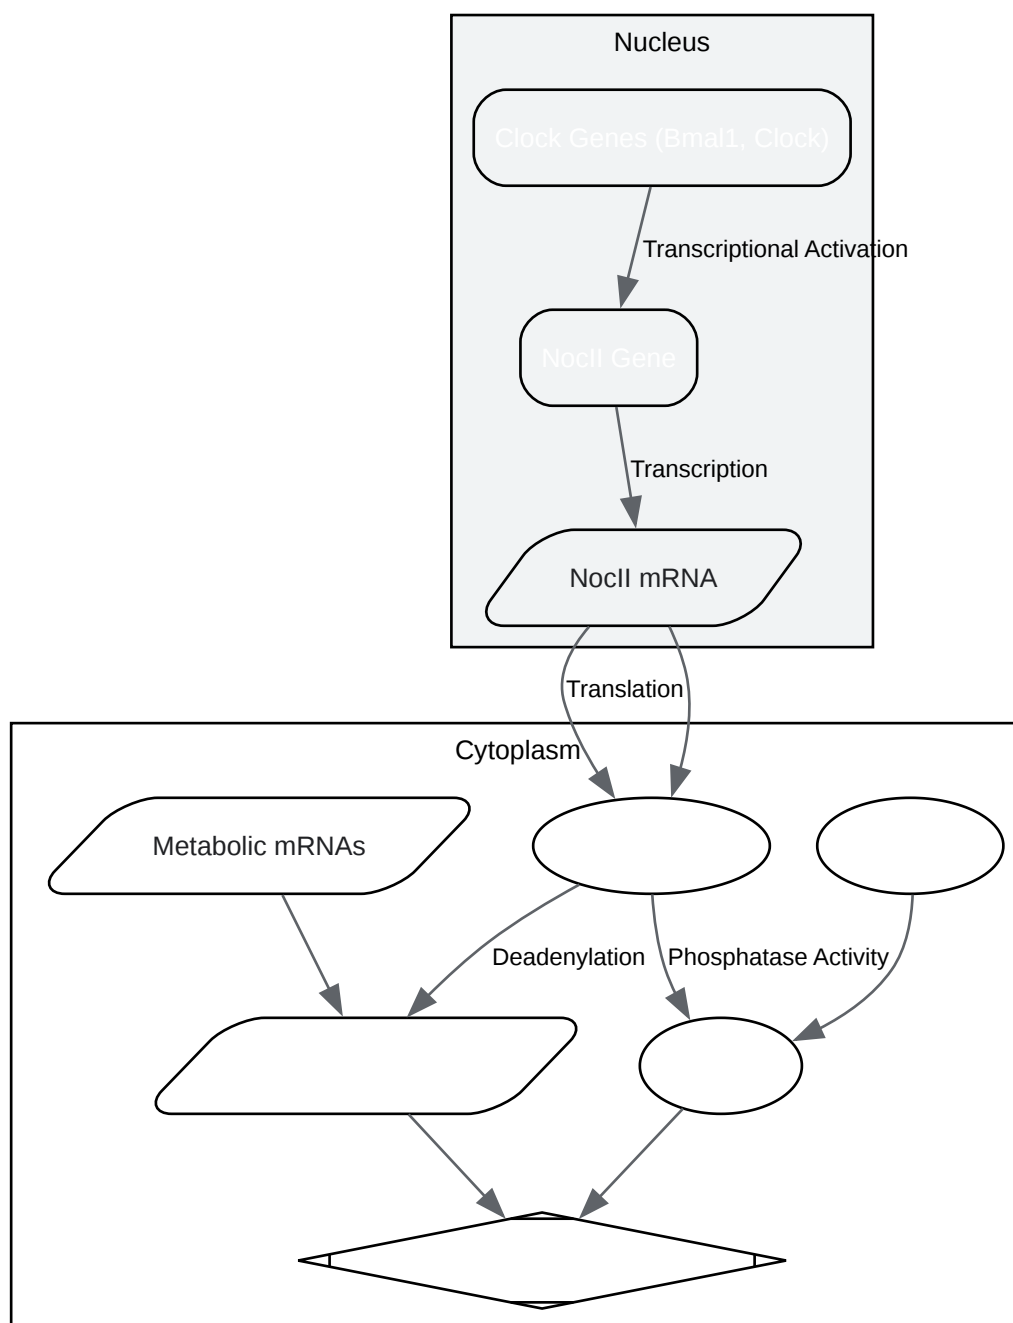 Nucleus
Clock Genes (Bmal1, Clock)
Transcriptional Activation
NocII Gene
Transcription
NocII mRNA
Translation
Cytoplasm
Metabolic mRNAs
Deadenylation
Phosphatase Activity